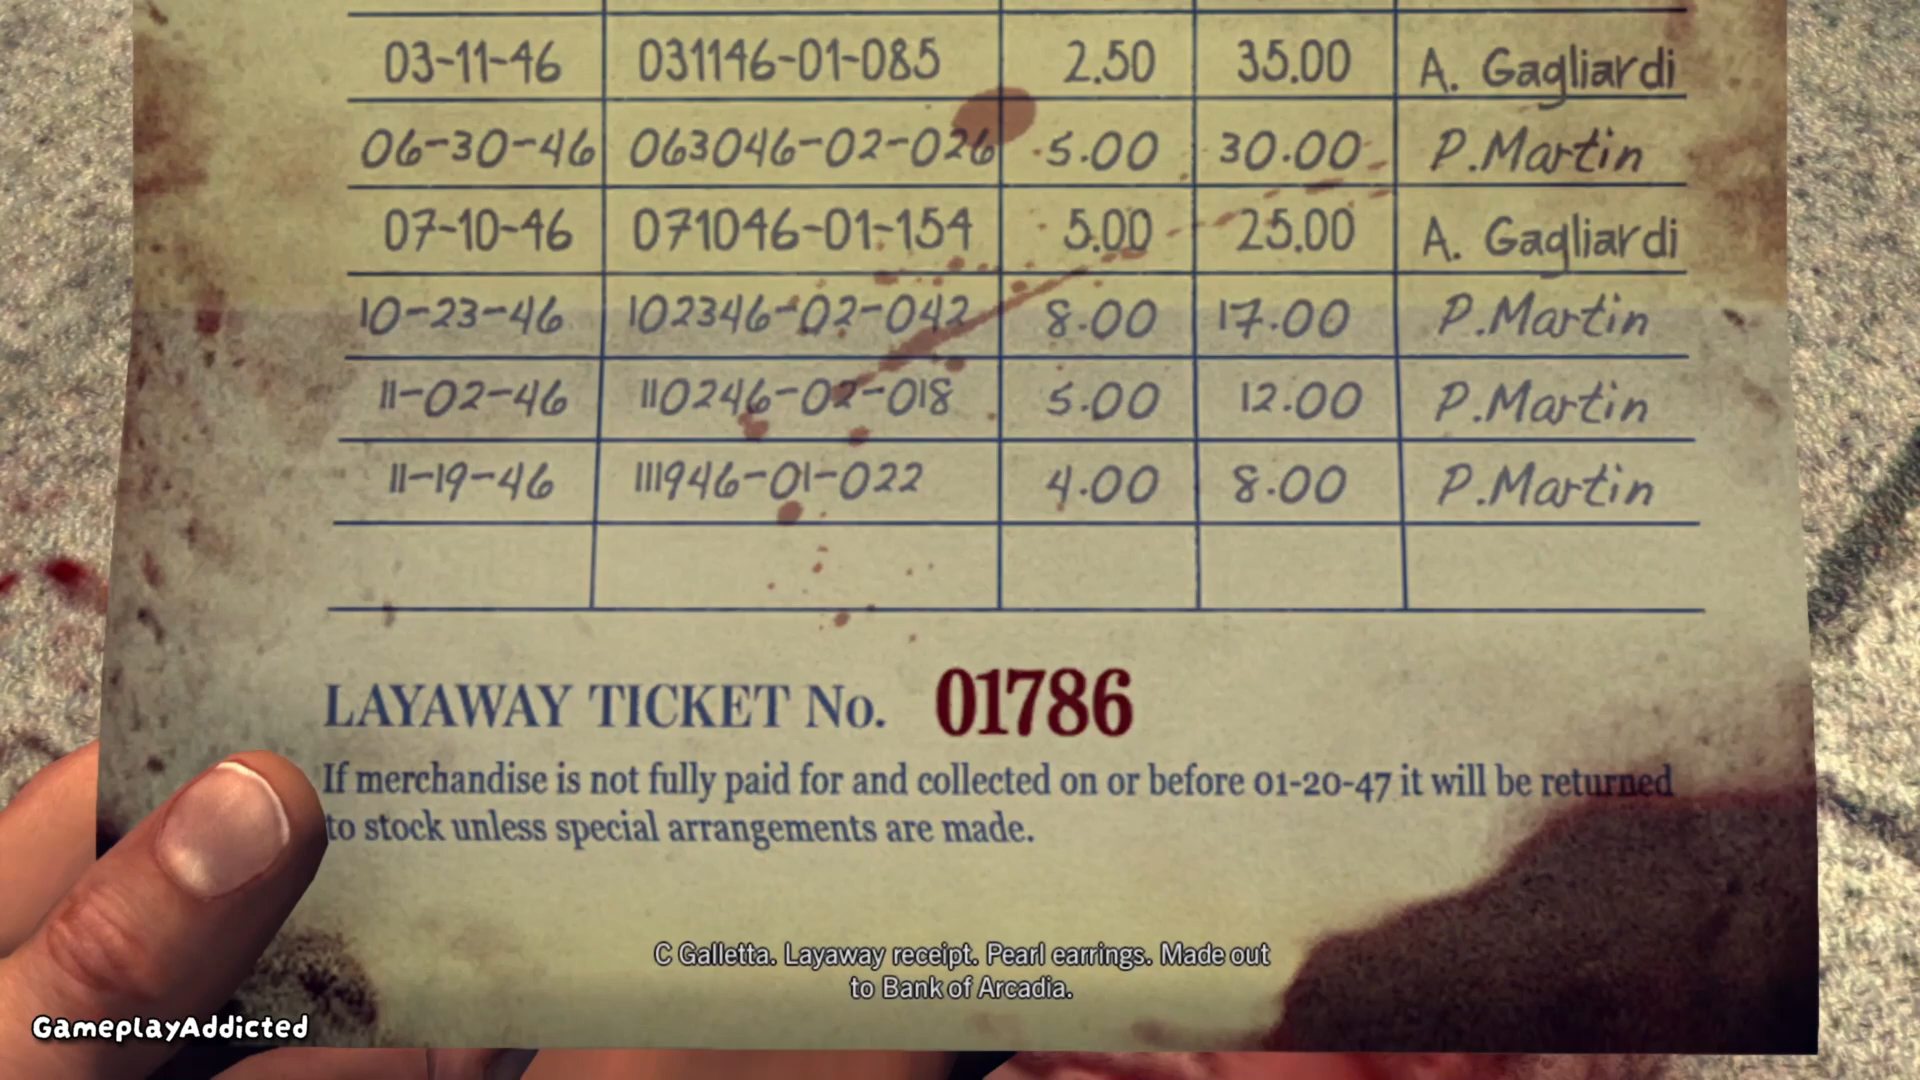 03-11-46 031146-01-085 2.50 35.00 A. Gagliardi
06-30-46 063046-02-026 5.00 30.00 P.Martin
07-10-46 071046-01-154 5.00 25.00 A. Gagliardi
10-23-46 102346-02-042 8.00 17.00 P.Martin
11-02-46 110246-02-018 5.00 12.00 P.Martin
11-19-46 111946-01-022 4.00 8.00 P.Martin
LAYAWAY TICKET No. 01786
If merchandise is not fully paid for and collected on or before 01-20-47 it will be returned
to stock unless special arrangements are made.
C Galletta. Layaway receipt. Pearl earrings. Made out
to Bank of Arcadia.
GameplayAddicted